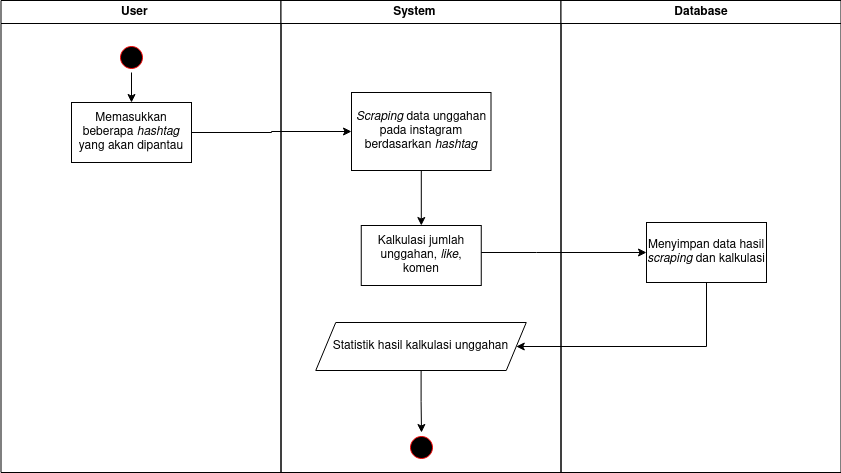 User
System
Database
Memasukkan
beberapa hashtag
yang akan dipantau
Scraping data unggahan
pada instagram
berdasarkan hashtag
Kalkulasi jumlah
unggahan, like,
komen
Menyimpan data hasil
scraping dan kalkulasi
Statistik hasil kalkulasi unggahan